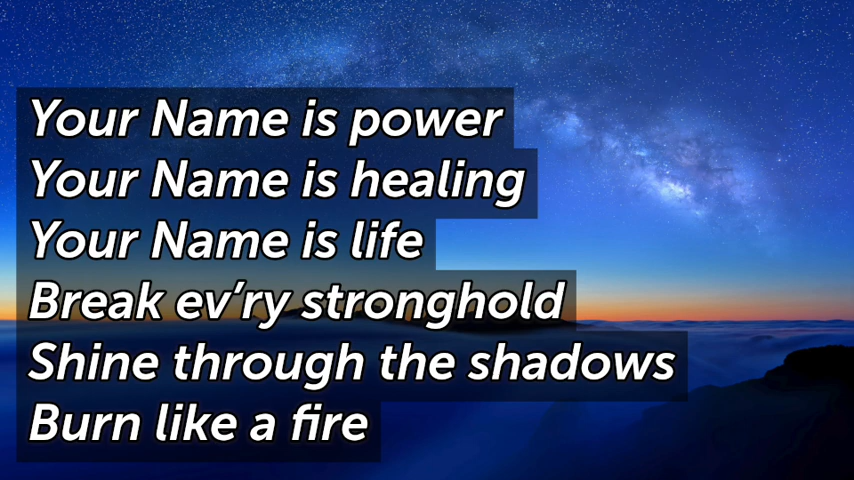 Your Name is power
Your Name is healing
Your Name is life
Break ev’ry stronghold
Shine through the shadows
Burn like a fire